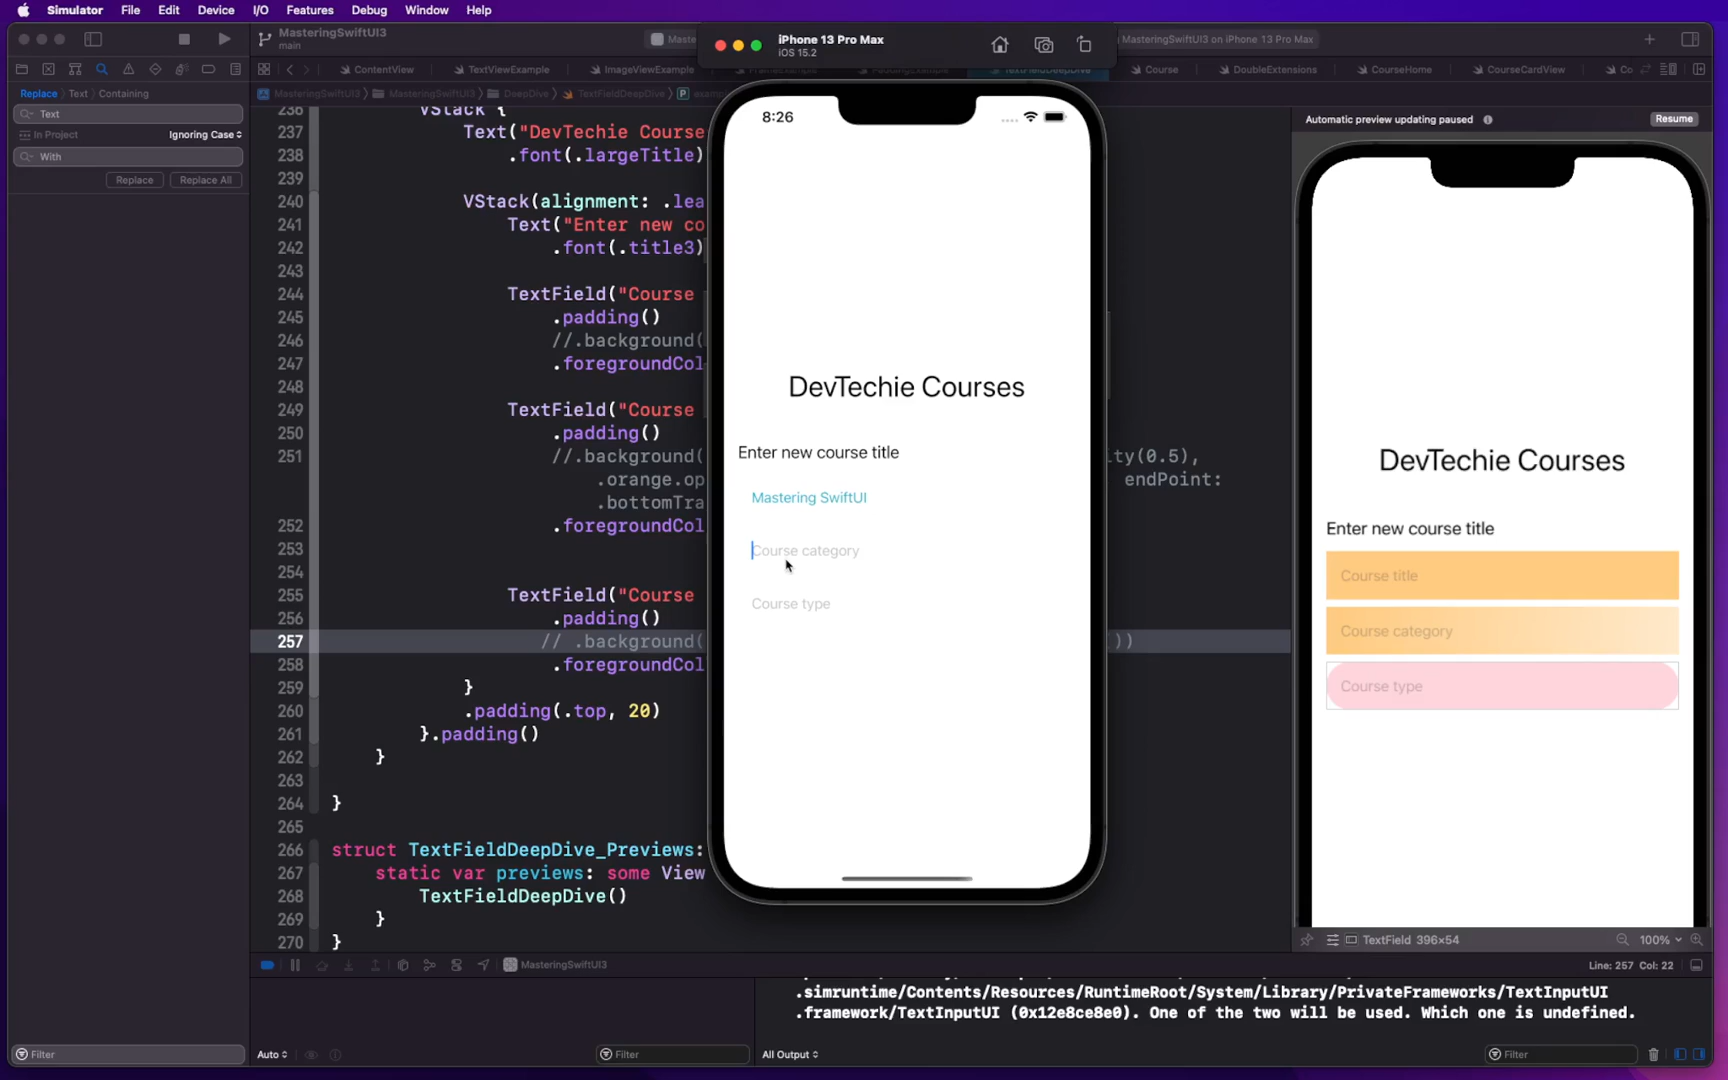 Simulator File Edit Device I/O Features Debug Window Help
MasteringSwiftUI3
main
iPhone 13 Pro Max
iOS 15.2
MasteringSwiftUI3 on iPhone 13 Pro Max
ContentView TextViewExample ImageViewExample TextFieldDeepDive Course DoubleExtensions CourseHome CourseCardView Co
Replace Text Containing
MasteringSwiftUI3 MasteringSwiftUI3 DeepDive TextFieldDeepDive P
Text
In Project Ignoring Case
With
Replace Replace All
236 VStack {
237 Text("DevTechie Course
238 .font(.largeTitle)
239
240 VStack(alignment: .lea
241 Text("Enter new co
242 .font(.title3)
243
244 TextField("Course
245 .padding()
246 //.background(
247 .foregroundCol
248
249 TextField("Course
250 .padding()
251 //.background( ity(0.5),
.orange.op endPoint:
.bottomTra
252 .foregroundCol
253
254
255 TextField("Course
256 .padding()
257 // .background( ))
258 .foregroundCol
259 }
260 .padding(.top, 20)
261 }.padding()
262 }
263
264 }
265
266 struct TextFieldDeepDive_Previews:
267 static var previews: some View
268 TextFieldDeepDive()
269 }
270 }
8:26
DevTechie Courses
Enter new course title
Mastering SwiftUI
Course category
Course type
Automatic preview updating paused Resume
DevTechie Courses
Enter new course title
Course title
Course category
Course type
TextField 396×54 100%
MasteringSwiftUI3
Line: 257 Col: 22
.simruntime/Contents/Resources/RuntimeRoot/System/Library/PrivateFrameworks/TextInputUI
.framework/TextInputUI (0x12e8ce8e0). One of the two will be used. Which one is undefined.
Filter Auto Filter All Output Filter